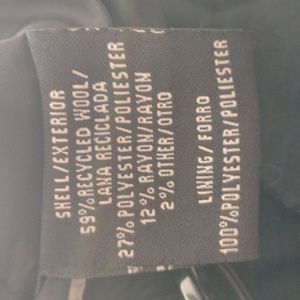 SHELL/EXTERIOR
59%RECYCLED WOOL/
LANA RECICLADA
27%POLYESTER/POLIESTER
12%RAYON/RAYON
2%OTHER/OTRO
LINING/FORRO
100%POLYESTER/POLIESTER